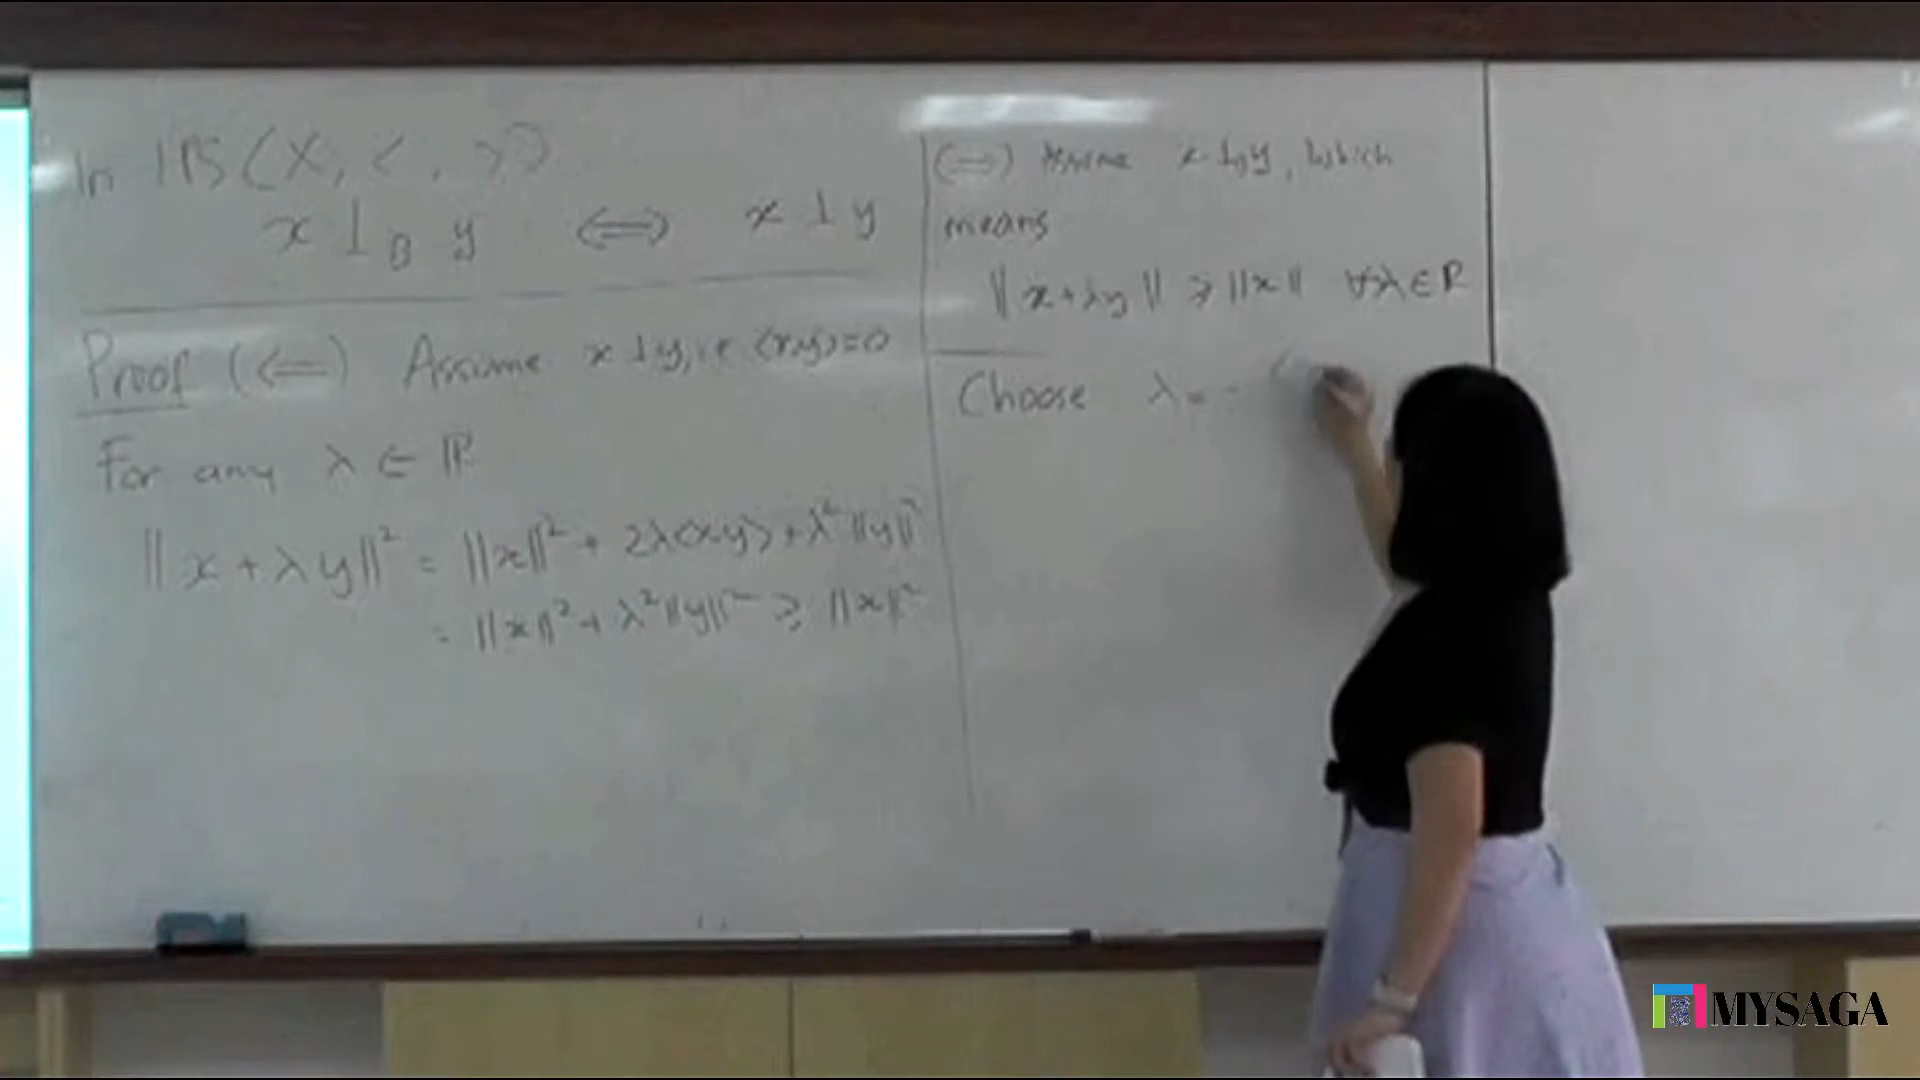 In IPS (X, < , >)
x ⊥_B y ⟺ x ⊥ y
Proof (⟸) Assume x ⊥ y, i.e <x,y> = 0
For any λ ∈ ℝ
||x + λy||² = ||x||² + 2λ<x,y> + λ²||y||²
= ||x||² + λ²||y||² ≥ ||x||²
(⟹) Assume x ⊥_B y, which
means
||x + λy|| ≥ ||x|| ∀λ ∈ ℝ
Choose λ = -
MYSAGA